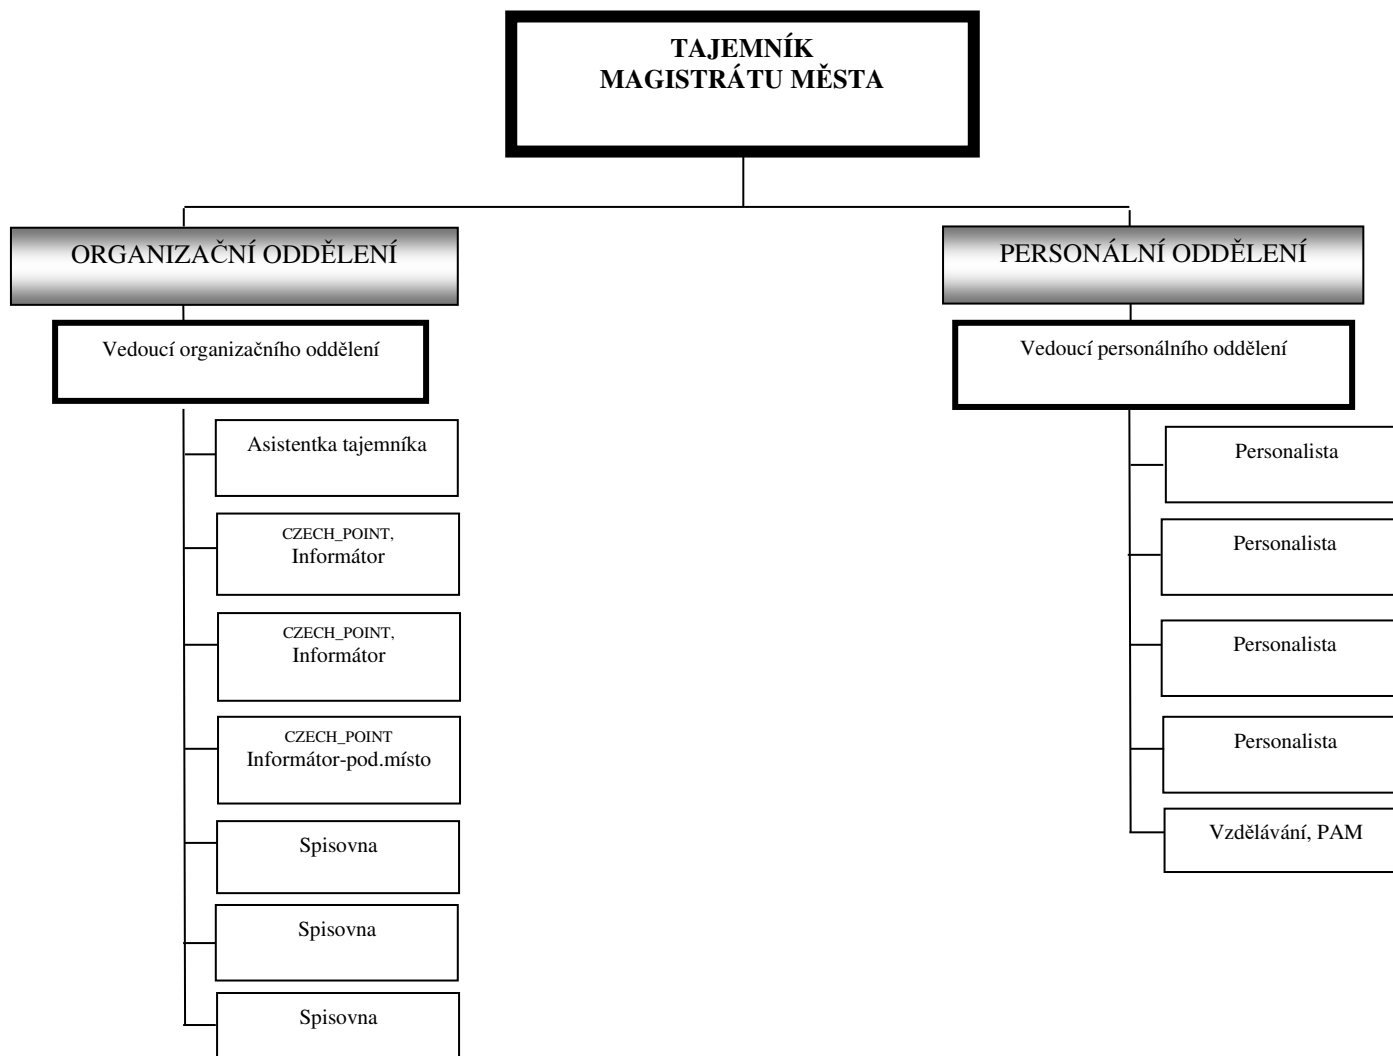 TAJEMNÍK
MAGISTRÁTU MĚSTA
ORGANIZAČNÍ ODDĚLENÍ
Vedoucí organizačního oddělení
Asistentka tajemníka
CZECH_POINT,
Informátor
CZECH_POINT,
Informátor
CZECH_POINT
Informátor-pod.místo
Spisovna
Spisovna
Spisovna
PERSONÁLNÍ ODDĚLENÍ
Vedoucí personálního oddělení
Personalista
Personalista
Personalista
Personalista
Vzdělávání, PAM